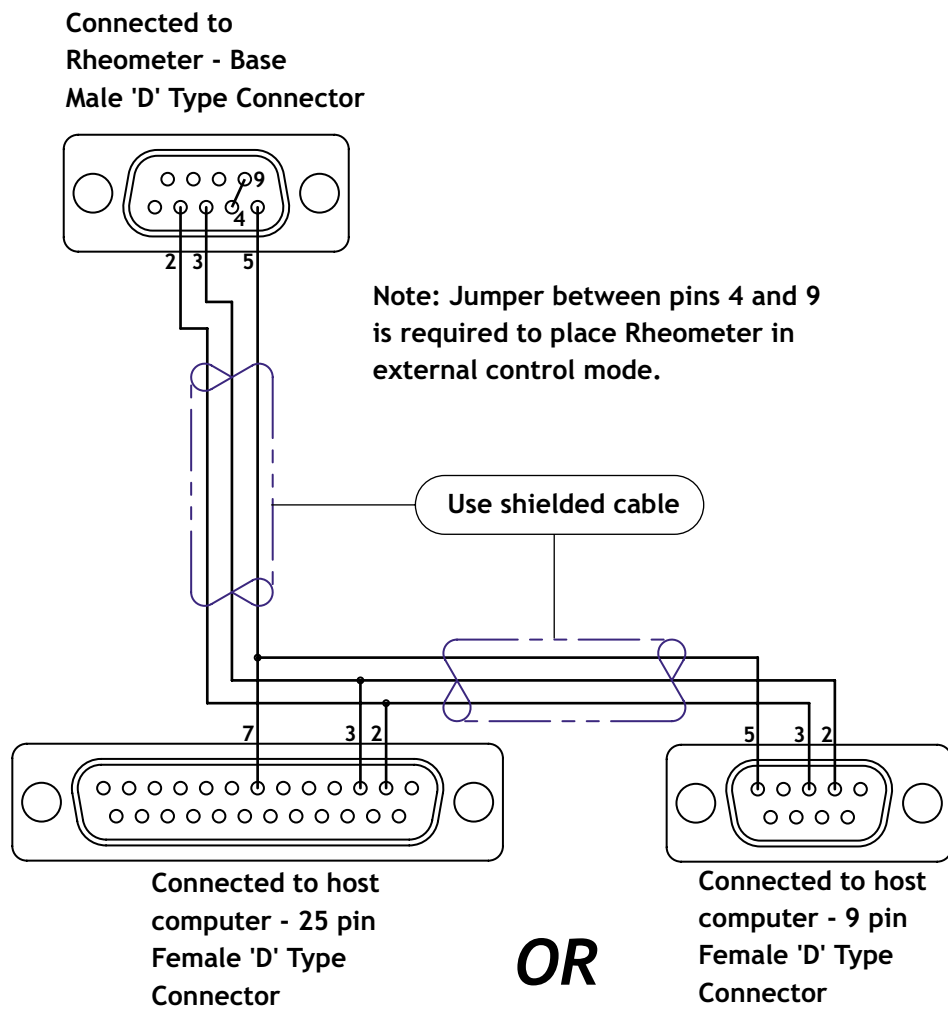 Connected to
Rheometer - Base
Male 'D' Type Connector
9
4
2 3 5
Note: Jumper between pins 4 and 9
is required to place Rheometer in
external control mode.
Use shielded cable
7 3 2
5 3 2
Connected to host
computer - 25 pin
Female 'D' Type
Connector
OR
Connected to host
computer - 9 pin
Female 'D' Type
Connector